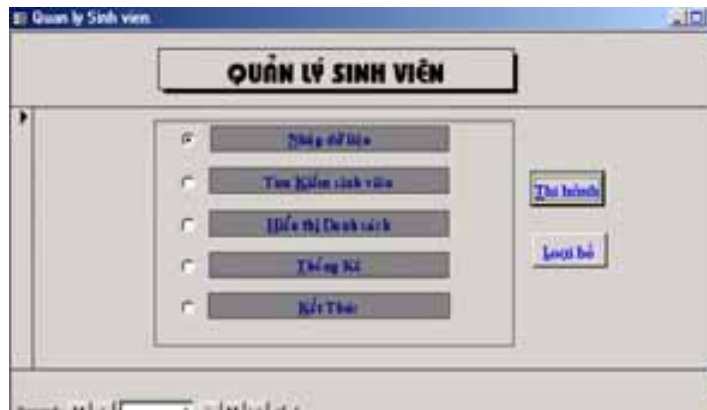 Quan ly Sinh vien
QUẢN LÝ SINH VIÊN
Nhập dữ liệu
Tìm Kiếm sinh viên
Hiển thị Danh sách
Thống Kê
Kết Thúc
Thi hành
Loại bỏ